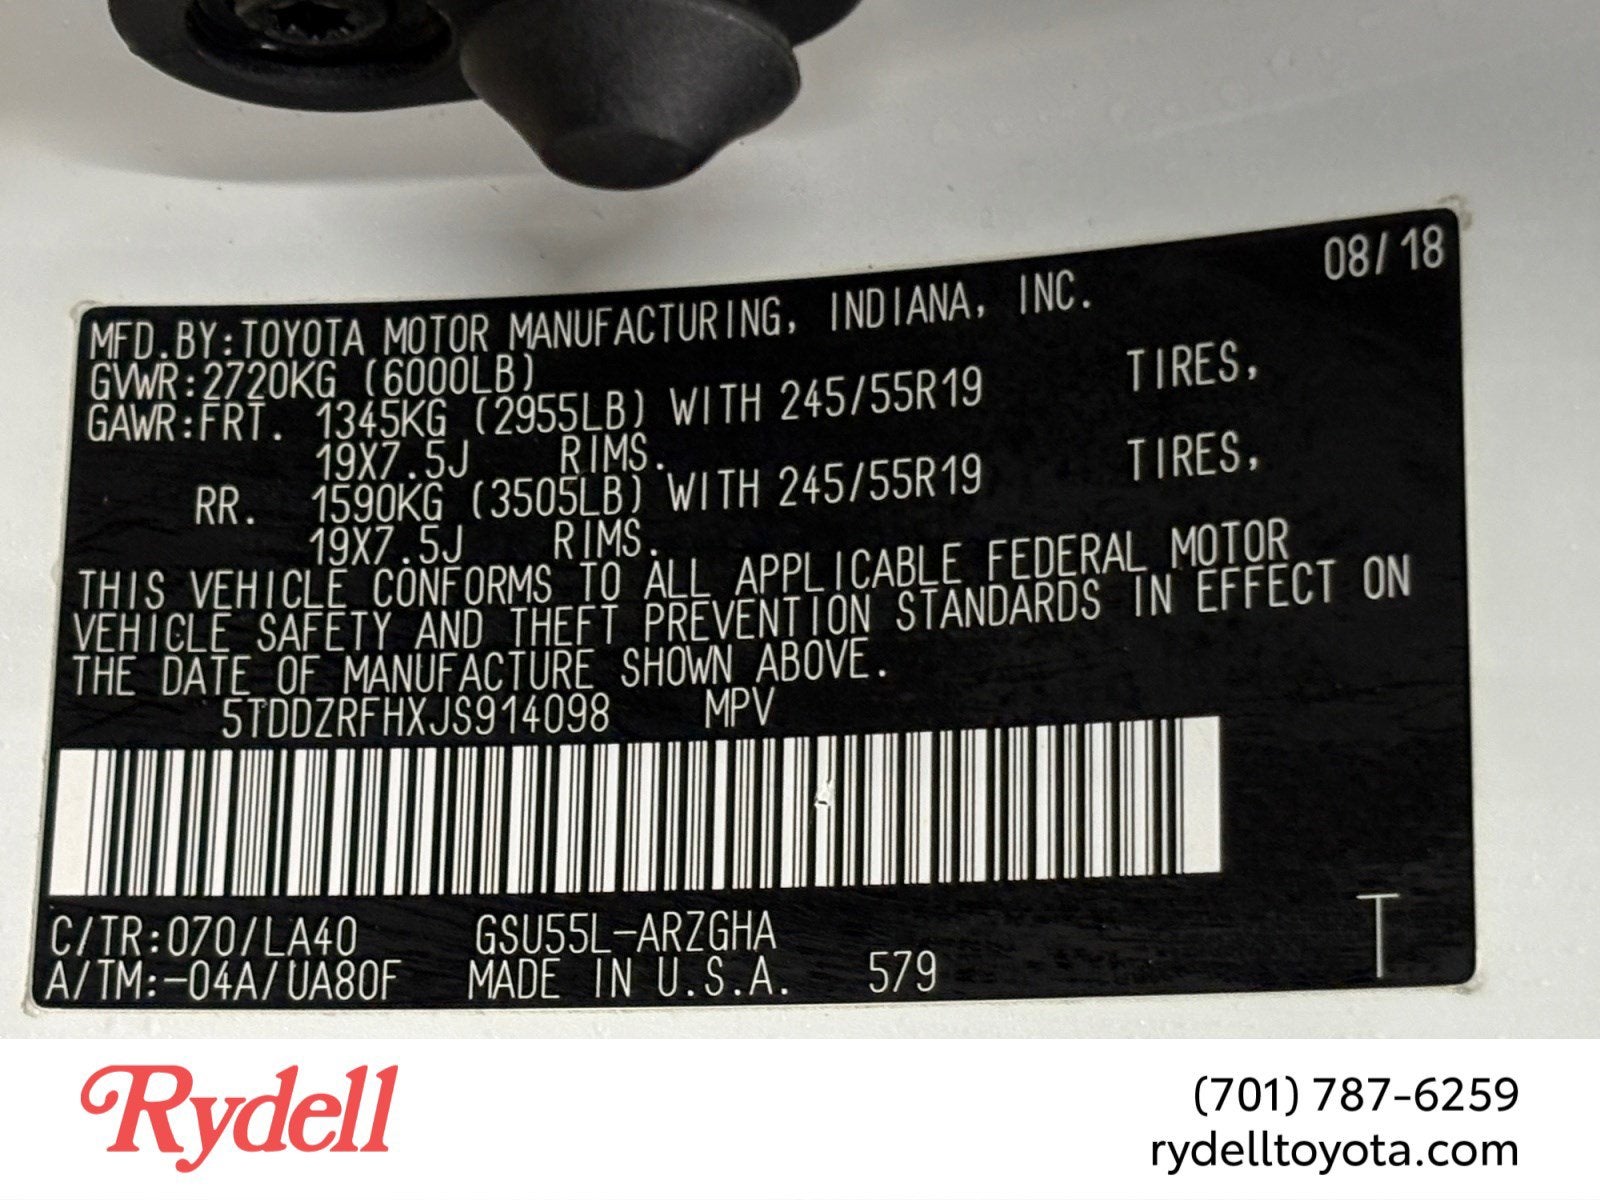 08/18
MFD.BY:TOYOTA MOTOR MANUFACTURING, INDIANA, INC.
GVWR:2720KG (6000LB)
GAWR:FRT. 1345KG (2955LB) WITH 245/55R19 TIRES,
19X7.5J RIMS.
RR. 1590KG (3505LB) WITH 245/55R19 TIRES,
19X7.5J RIMS.
THIS VEHICLE CONFORMS TO ALL APPLICABLE FEDERAL MOTOR
VEHICLE SAFETY AND THEFT PREVENTION STANDARDS IN EFFECT ON
THE DATE OF MANUFACTURE SHOWN ABOVE.
5TDDZRFHXJS914098 MPV
C/TR:070/LA40 GSU55L-ARZGHA
A/TM:-04A/UA80F MADE IN U.S.A. 579
T
Rydell
(701) 787-6259
rydelltoyota.com